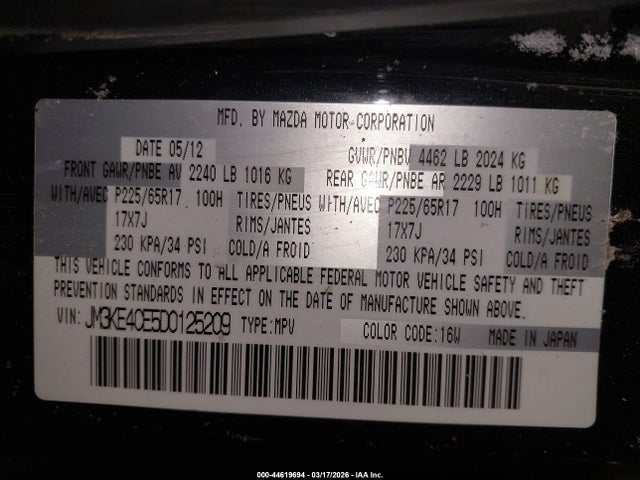 MFD. BY MAZDA MOTOR CORPORATION
DATE 05/12 GVWR/PNBV 4462 LB 2024 KG
FRONT GAWR/PNBE AV 2240 LB 1016 KG REAR GAWR/PNBE AR 2229 LB 1011 KG
WITH/AVEC P225/65R17 100H TIRES/PNEUS WITH/AVEC P225/65R17 100H TIRES/PNEUS
17X7J RIMS/JANTES 17X7J RIMS/JANTES
230 KPA/34 PSI COLD/A FROID 230 KPA/34 PSI COLD/A FROID
THIS VEHICLE CONFORMS TO ALL APPLICABLE FEDERAL MOTOR VEHICLE SAFETY AND THEFT
PREVENTION STANDARDS IN EFFECT ON THE DATE OF MANUFACTURE SHOWN ABOVE.
VIN: JM3KE4CE5D0125209 TYPE:MPV COLOR CODE:16W MADE IN JAPAN
000-44619694 - 03/17/2026 - IAA Inc.